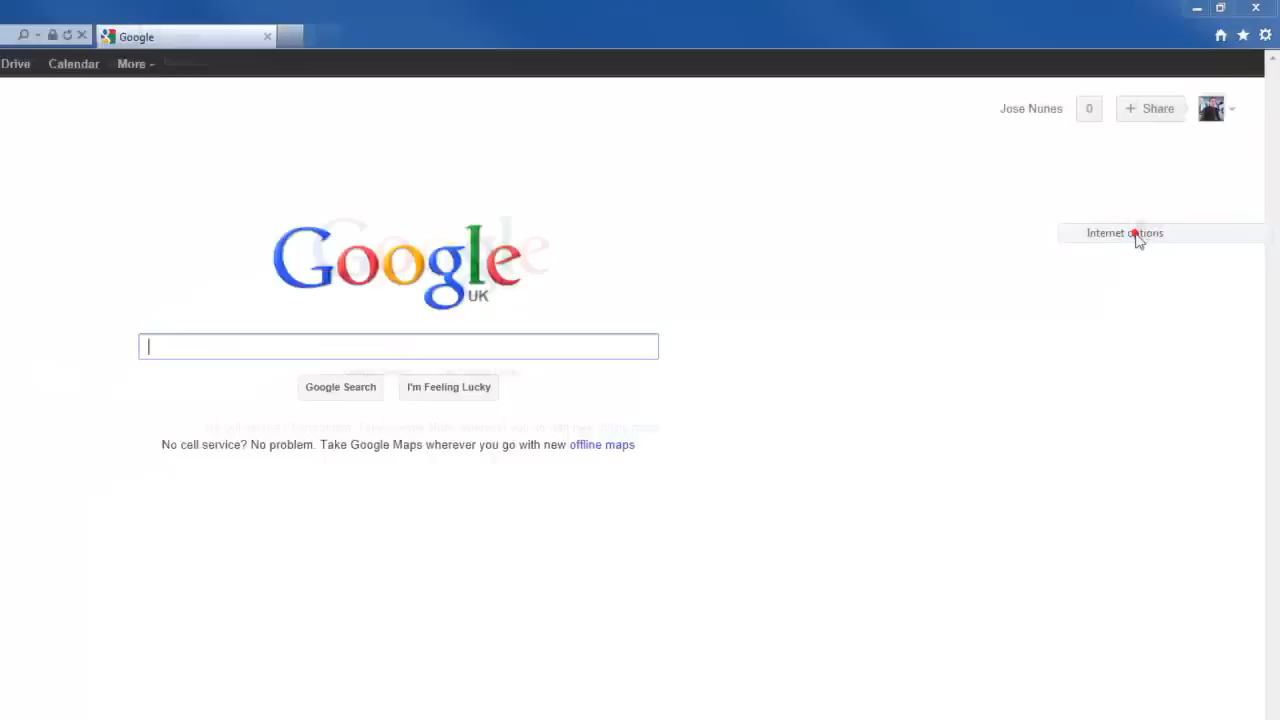 Google
Drive Calendar More
Jose Nunes 0 + Share
Internet options
Google
UK
Google Search I'm Feeling Lucky
No cell service? No problem. Take Google Maps wherever you go with new offline maps